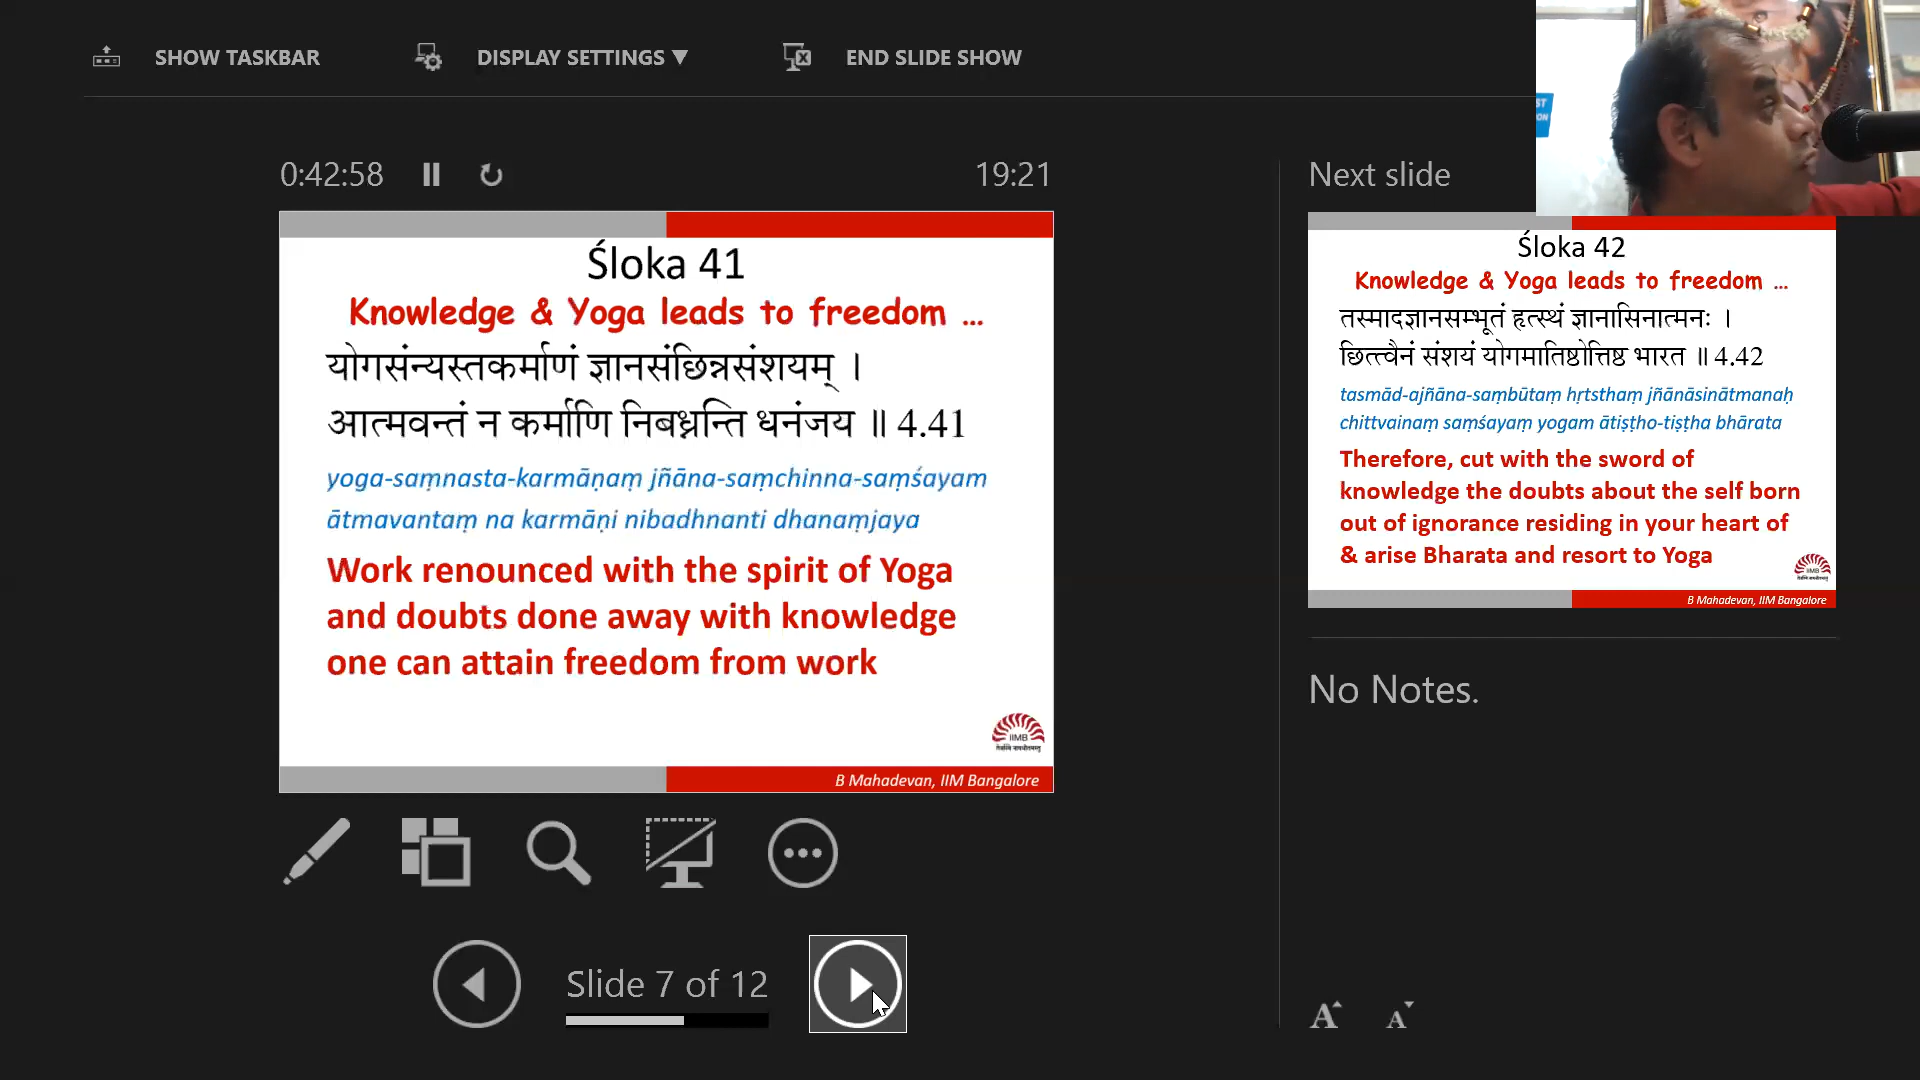 SHOW TASKBAR
DISPLAY SETTINGS ▼
END SLIDE SHOW
ST
ON
0:42:58
19:21
Next slide
Śloka 41
Knowledge & Yoga leads to freedom ...
योगसंन्यस्तकर्माणं ज्ञानसंछिन्नसंशयम् ।
आत्मवन्तं न कर्माणि निबध्नन्ति धनंजय ॥ 4.41
yoga-saṃnasta-karmāṇaṃ jñāna-saṃchinna-saṃśayam
ātmavantaṃ na karmāṇi nibadhnanti dhanaṃjaya
Work renounced with the spirit of Yoga
and doubts done away with knowledge
one can attain freedom from work
IIMB
B Mahadevan, IIM Bangalore
Śloka 42
Knowledge & Yoga leads to freedom ...
तस्मादज्ञानसम्भूतं हृत्स्थं ज्ञानासिनात्मनः ।
छित्त्वैनं संशयं योगमातिष्ठोत्तिष्ठ भारत ॥ 4.42
tasmād-ajñāna-saṃbūtaṃ hṛtsthaṃ jñānāsinātmanaḥ
chittvainaṃ saṃśayaṃ yogam ātiṣṭho-tiṣṭha bhārata
Therefore, cut with the sword of
knowledge the doubts about the self born
out of ignorance residing in your heart of
& arise Bharata and resort to Yoga
IIMB
B Mahadevan, IIM Bangalore
No Notes.
Slide 7 of 12
A A